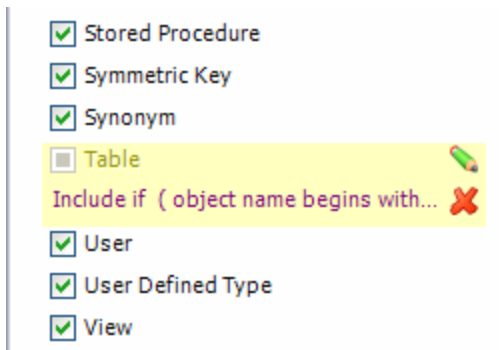 Stored Procedure
Symmetric Key
Synonym
Table
Include if ( object name begins with...
User
User Defined Type
View